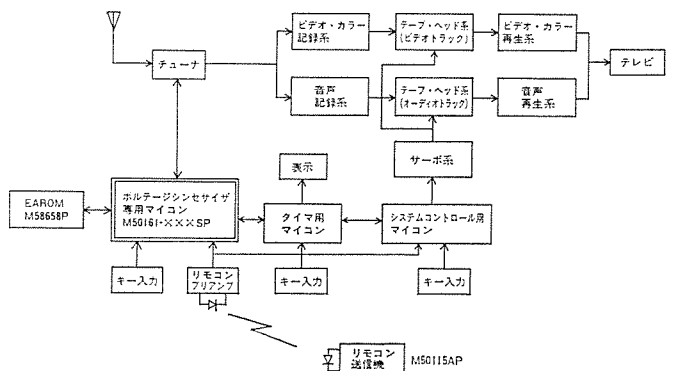 ビデオ・カラー
記録系
テープ・ヘッド系
(ビデオトラック)
ビデオ・カラー
再生系
チューナ
テレビ
音声
記録系
テープ・ヘッド系
(オーディオトラック)
音声
再生系
サーボ系
表示
EAROM
M58658P
ボルテージシンセサイザ
専用マイコン
M50161-×××SP
タイマ用
マイコン
システムコントロール用
マイコン
キー入力
リモコン
プリアンプ
キー入力
キー入力
リモコン
送信機
M50115AP